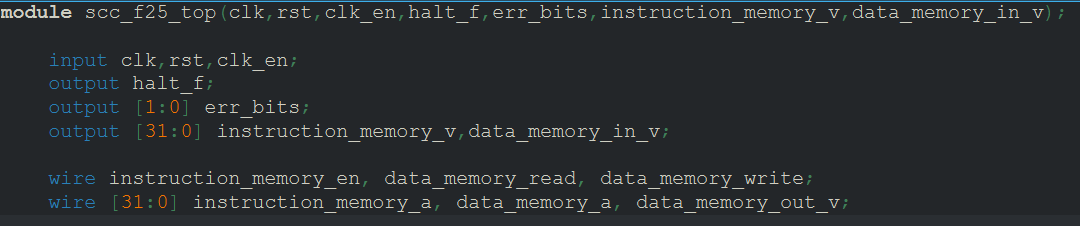 module scc_f25_top(clk,rst,clk_en,halt_f,err_bits,instruction_memory_v,data_memory_in_v);
input clk,rst,clk_en;
output halt_f;
output [1:0] err_bits;
output [31:0] instruction_memory_v,data_memory_in_v;
wire instruction_memory_en, data_memory_read, data_memory_write;
wire [31:0] instruction_memory_a, data_memory_a, data_memory_out_v;